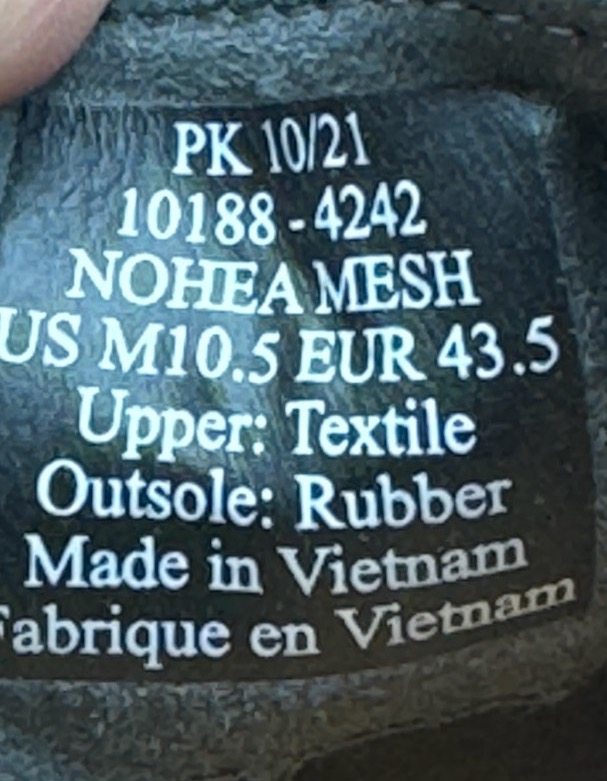 PK 10/21
10188-4242
NOHEA MESH
US M10.5 EUR 43.5
Upper: Textile
Outsole: Rubber
Made in Vietnam
Fabrique en Vietnam